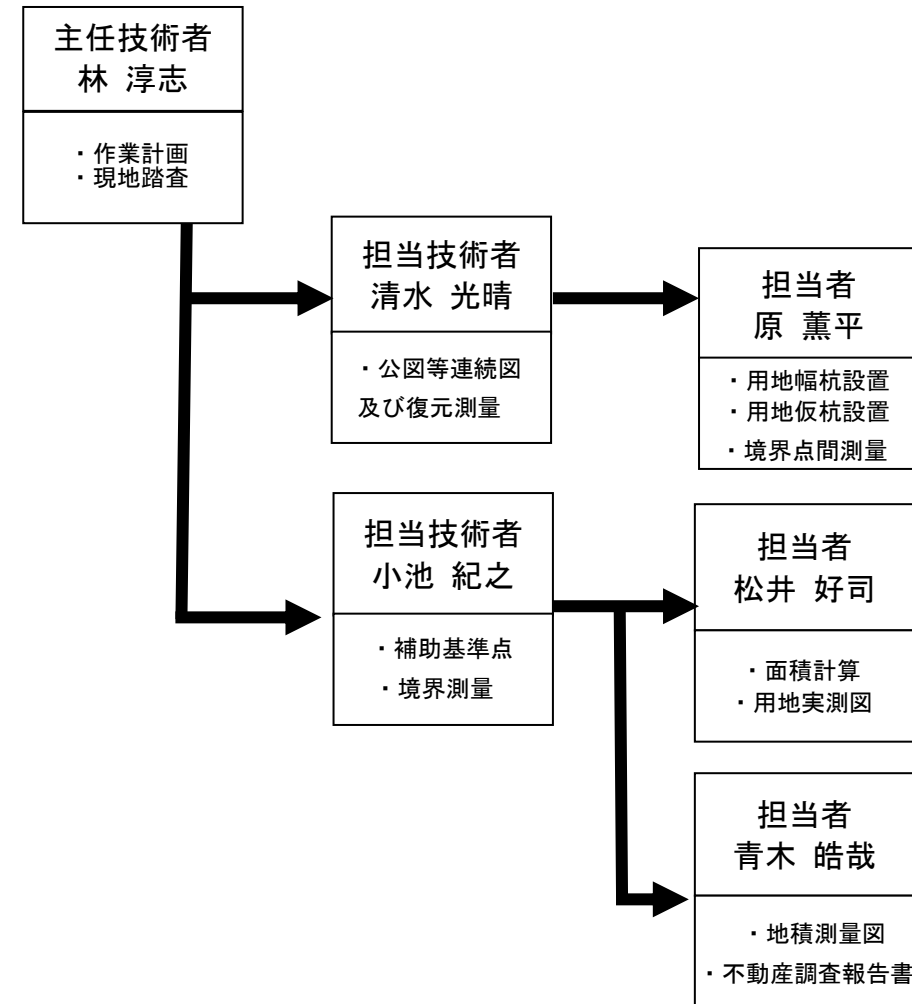 主任技術者
林 淳志
・作業計画
・現地踏査
担当技術者
清水 光晴
・公図等連続図
及び復元測量
担当者
原 薫平
・用地幅杭設置
・用地仮杭設置
・境界点間測量
担当技術者
小池 紀之
・補助基準点
・境界測量
担当者
松井 好司
・面積計算
・用地実測図
担当者
青木 皓哉
・地積測量図
・不動産調査報告書